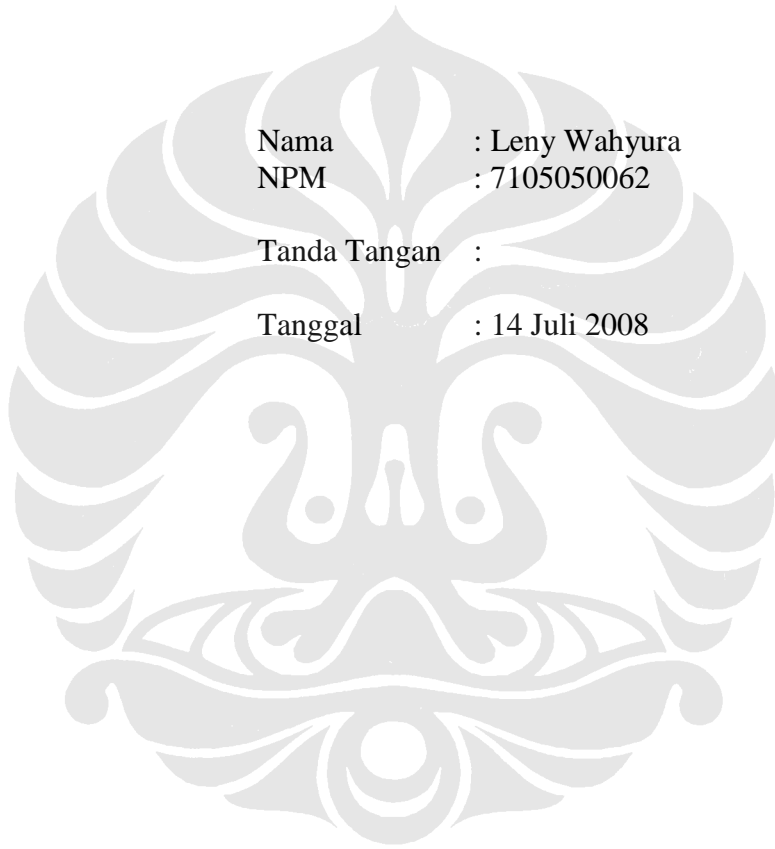 Nama : Leny Wahyura
NPM : 7105050062
Tanda Tangan :
Tanggal : 14 Juli 2008